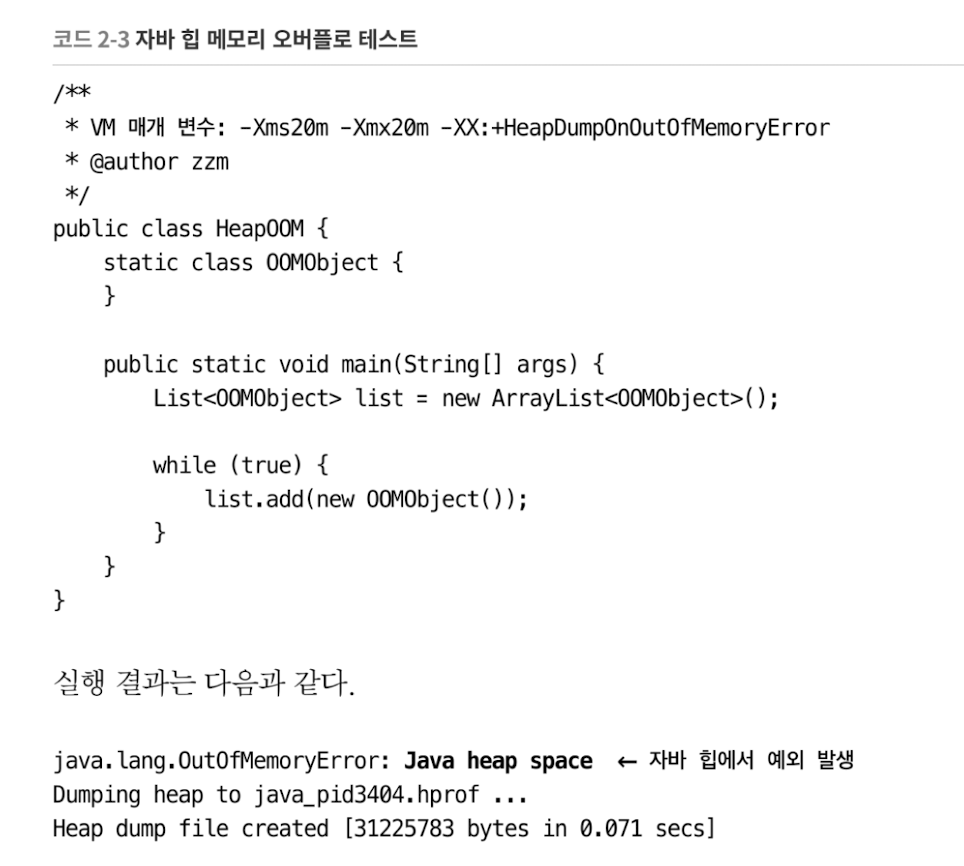 코드 2-3 자바 힙 메모리 오버플로 테스트
/**
 * VM 매개 변수: -Xms20m -Xmx20m -XX:+HeapDumpOnOutOfMemoryError
 * @author zzm
 */
public class HeapOOM {
    static class OOMObject {
    }

    public static void main(String[] args) {
        List<OOMObject> list = new ArrayList<OOMObject>();

        while (true) {
            list.add(new OOMObject());
        }
    }
}
실행 결과는 다음과 같다.
java.lang.OutOfMemoryError: Java heap space ← 자바 힙에서 예외 발생
Dumping heap to java_pid3404.hprof ...
Heap dump file created [31225783 bytes in 0.071 secs]